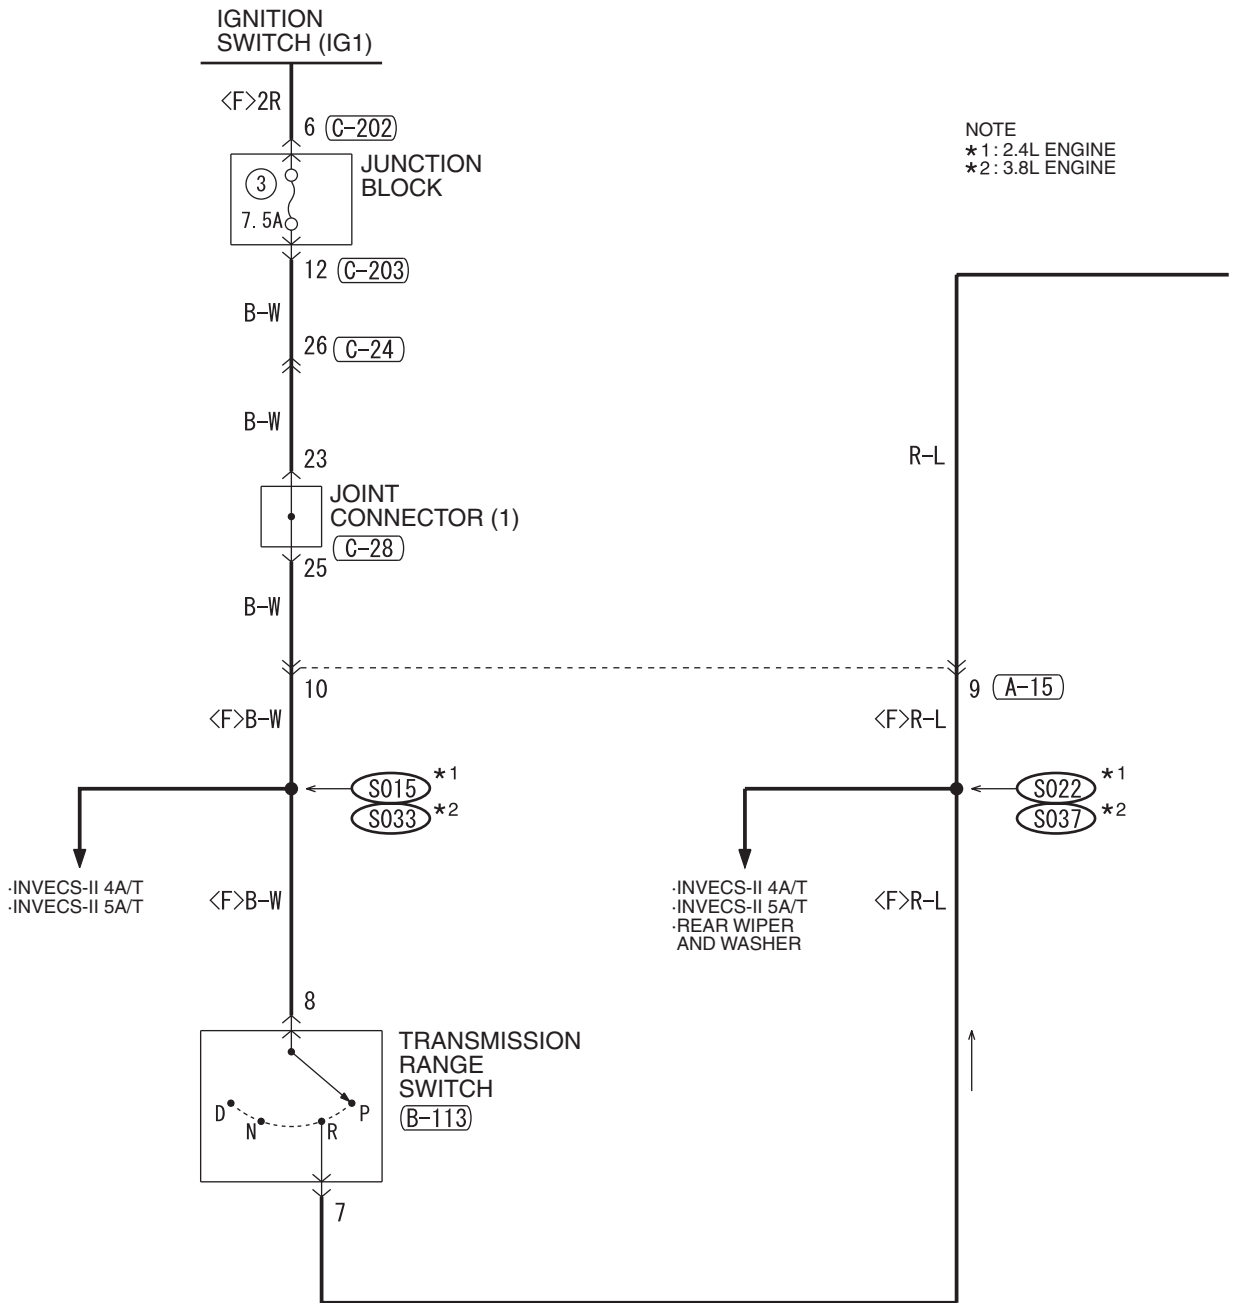 IGNITION
SWITCH (IG1)
<F>2R
6 C-202
NOTE
*1: 2.4L ENGINE
*2: 3.8L ENGINE
JUNCTION
BLOCK
3
7.5A
12 C-203
B-W
26 C-24
B-W
23
R-L
JOINT
CONNECTOR (1)
C-28
25
B-W
10
9 A-15
<F>B-W
<F>R-L
S015 *1
S033 *2
S022 *1
S037 *2
·INVECS-II 4A/T
·INVECS-II 5A/T
<F>B-W
·INVECS-II 4A/T
·INVECS-II 5A/T
·REAR WIPER
AND WASHER
<F>R-L
8
TRANSMISSION
RANGE
SWITCH
B-113
D
N
R
P
7